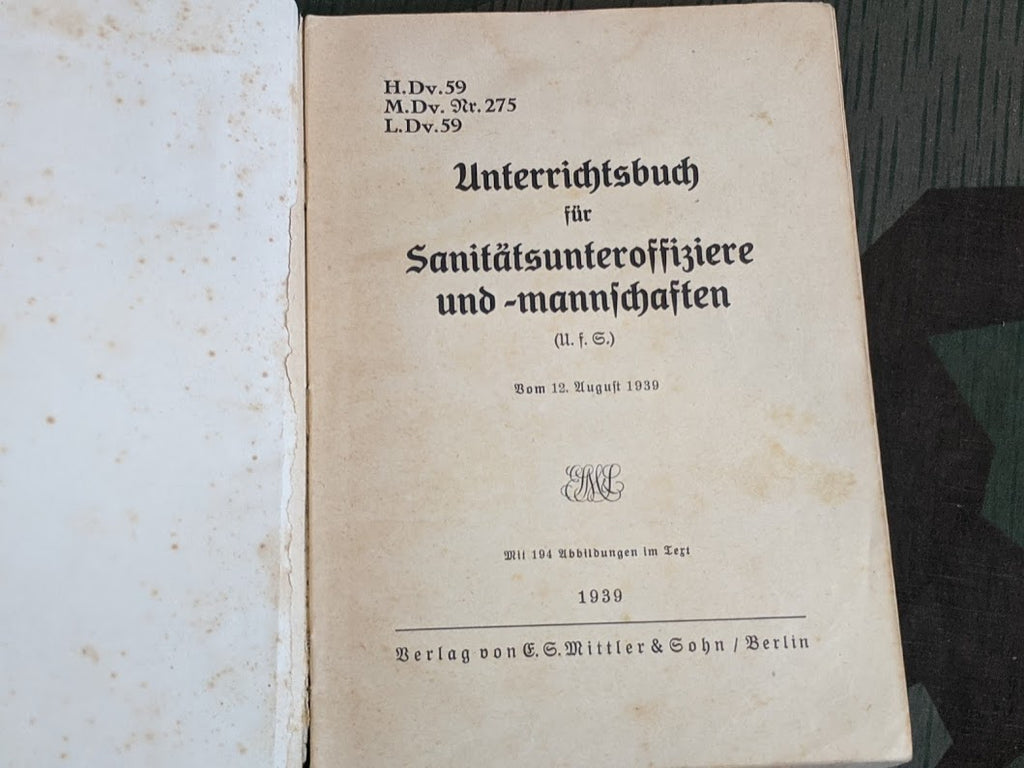 H.Dv.59
M.Dv. Nr. 275
L.Dv.59
Unterrichtsbuch
für
Sanitätsunteroffiziere
und -mannschaften
(U. f. S.)
Vom 12. August 1939
Mit 194 Abbildungen im Text
1939
Verlag von E. S. Mittler & Sohn / Berlin